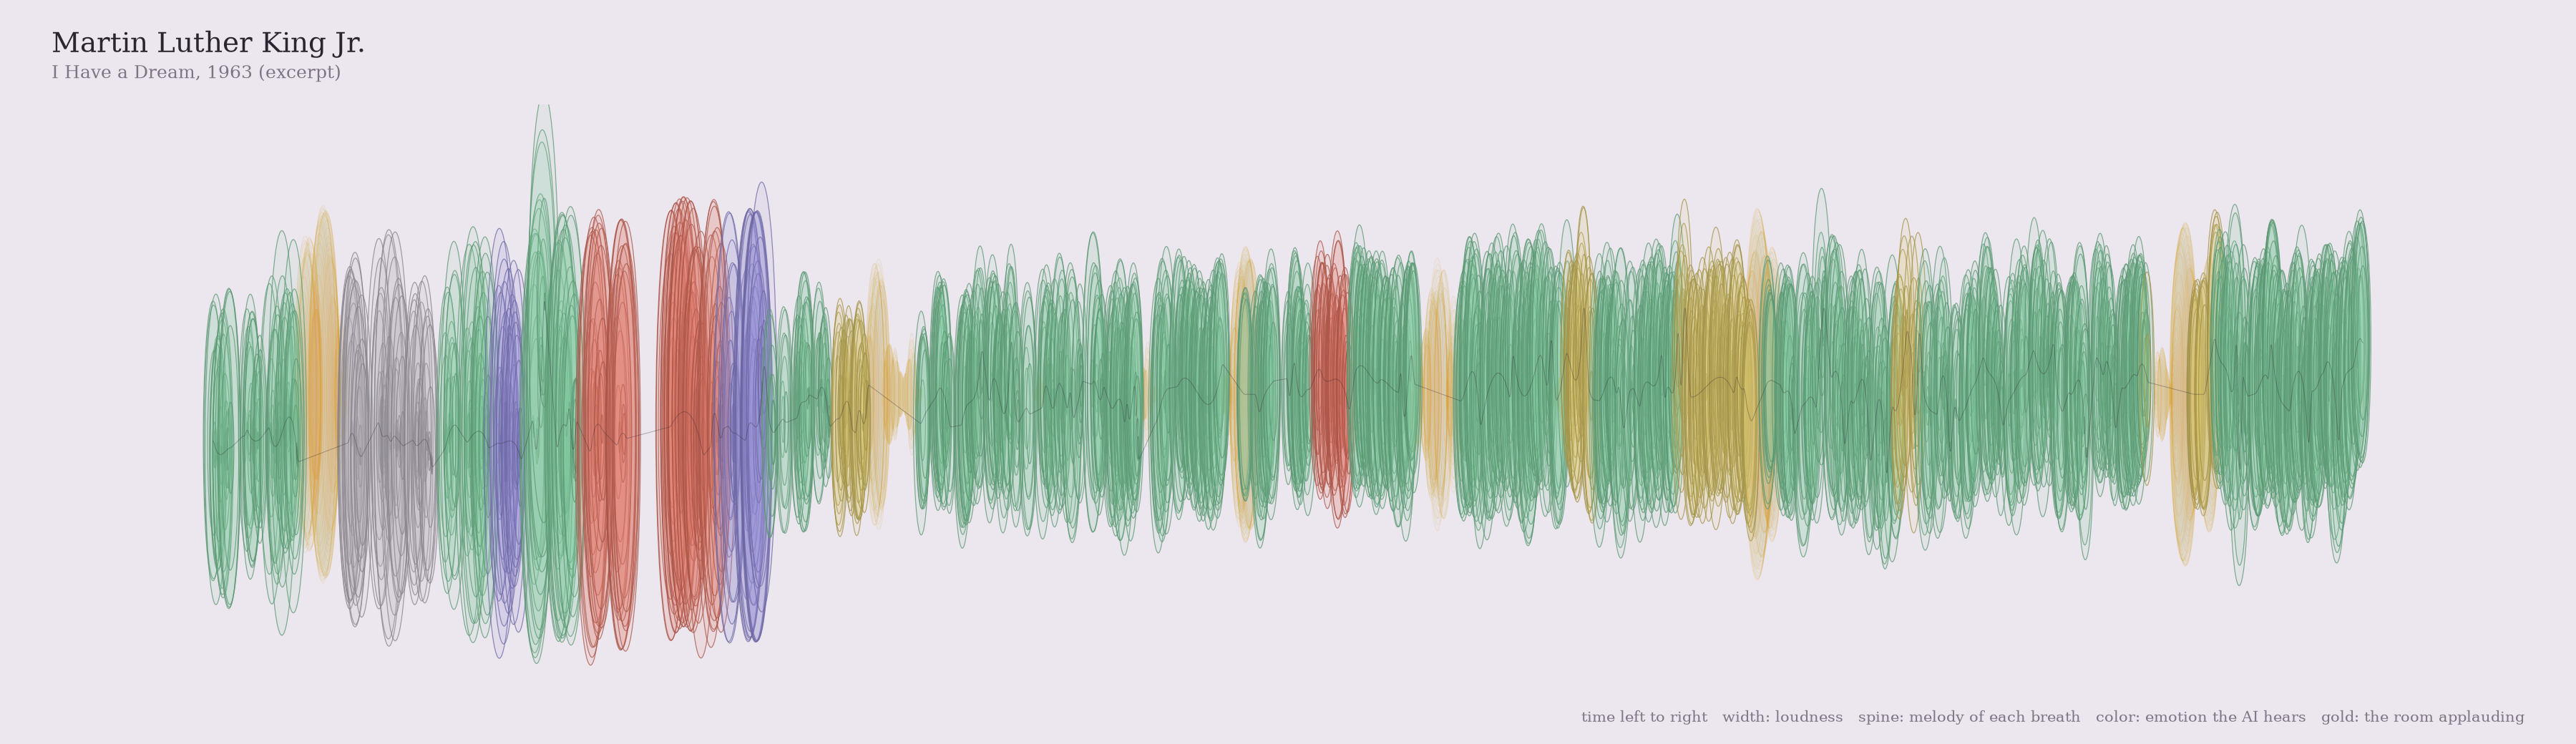 Martin Luther King Jr.
I Have a Dream, 1963 (excerpt)
time left to right   width: loudness   spine: melody of each breath   color: emotion the AI hears   gold: the room applauding